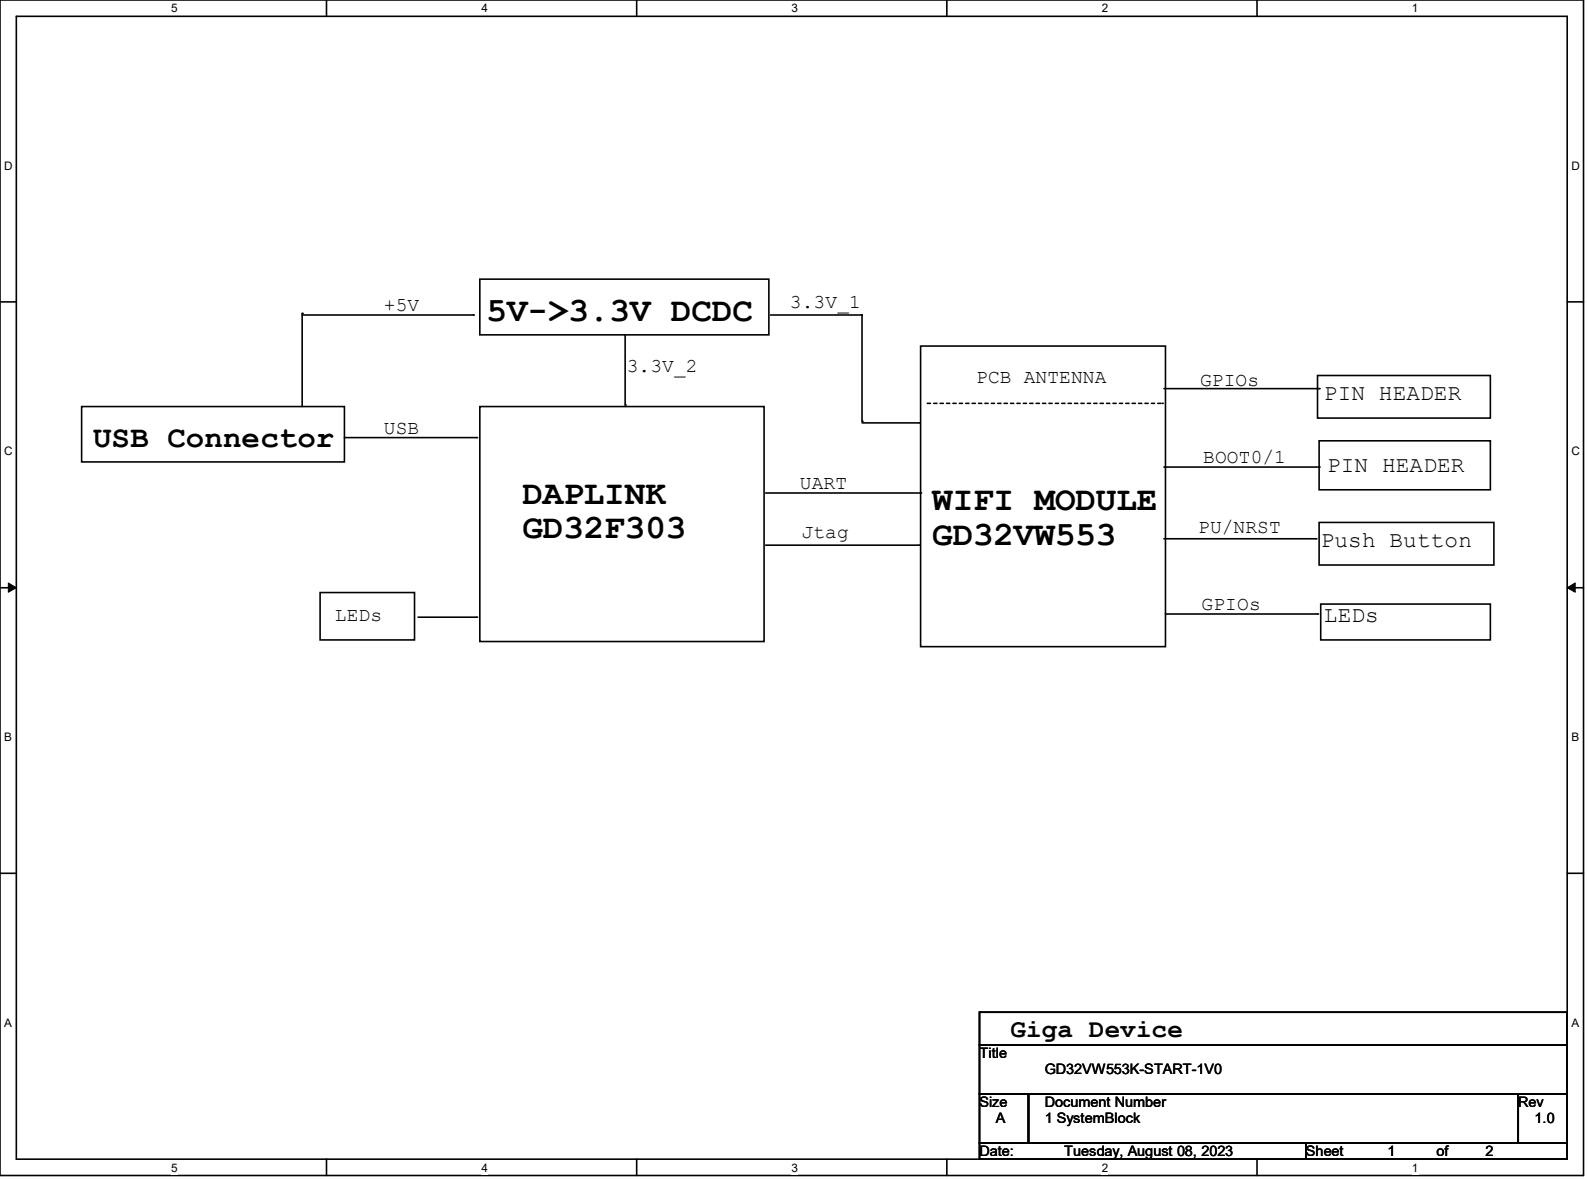 5 4 3 2 1
D D
+5V
5V->3.3V DCDC
3.3V_1
3.3V_2
PCB ANTENNA
GPIOs
PIN HEADER
USB Connector
USB
C C
BOOT0/1
PIN HEADER
DAPLINK
GD32F303
UART
Jtag
WIFI MODULE
GD32VW553
PU/NRST
Push Button
LEDs
GPIOs
LEDs
B B
A A
Giga Device
Title
GD32VW553K-START-1V0
Size
A
Document Number
1 SystemBlock
Rev
1.0
Date: Tuesday, August 08, 2023 Sheet 1 of 2
5 4 3 2 1